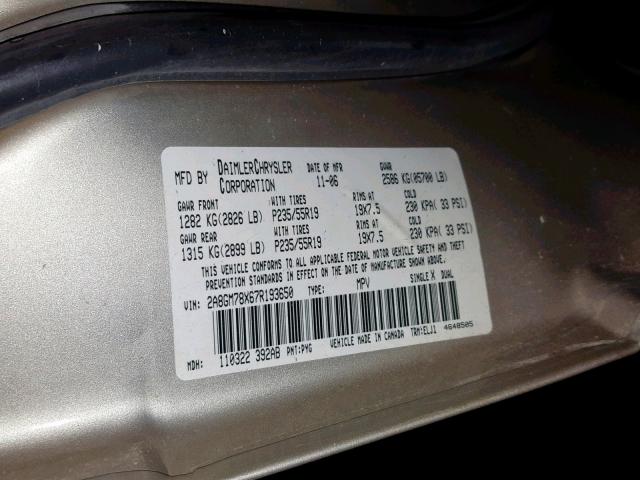 MFD BY DAIMLERCHRYSLER CORPORATION DATE OF MFR 11-06 GVWR 2586 KG(05700 LB)
GAWR FRONT WITH TIRES RIMS AT COLD
1282 KG(2826 LB) P235/55R19 19X7.5 230 KPA( 33 PSI)
GAWR REAR WITH TIRES RIMS AT COLD
1315 KG(2899 LB) P235/55R19 19X7.5 230 KPA( 33 PSI)
THIS VEHICLE CONFORMS TO ALL APPLICABLE FEDERAL MOTOR VEHICLE SAFETY AND THEFT
PREVENTION STANDARDS IN EFFECT ON THE DATE OF MANUFACTURE SHOWN ABOVE.
VIN: 2A8GM78X67R193650 TYPE: MPV SINGLE X DUAL
MDH: 110322 392AB PNT:PYG VEHICLE MADE IN CANADA TRM:ELJ1 4648505